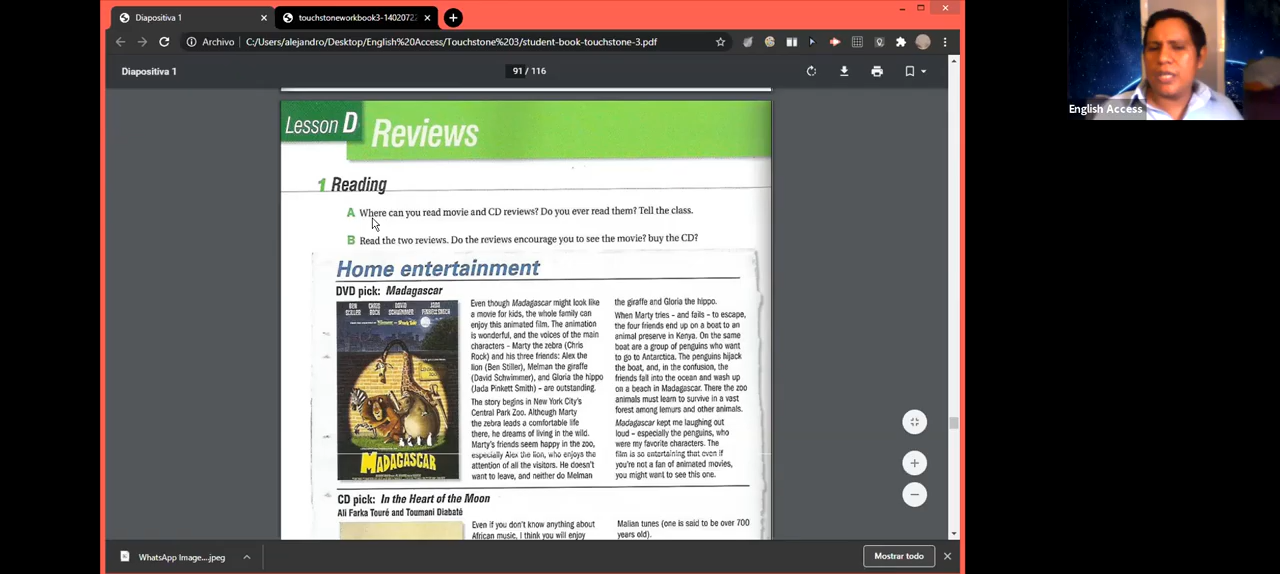 Diapositiva 1
touchstoneworkbook3-1402072
Archivo
C:/Users/alejandro/Desktop/English%20Access/Touchstone%203/student-book-touchstone-3.pdf
English Access
Diapositiva 1
91 / 116
Lesson D
Reviews
1 Reading
A Where can you read movie and CD reviews? Do you ever read them? Tell the class.
B Read the two reviews. Do the reviews encourage you to see the movie? buy the CD?
Home entertainment
DVD pick: Madagascar
BEN STILLER
CHRIS ROCK
DAVID SCHWIMMER
JADA PINKETT SMITH
MADAGASCAR
Even though Madagascar might look like
a movie for kids, the whole family can
enjoy this animated film. The animation
is wonderful, and the voices of the main
characters – Marty the zebra (Chris
Rock) and his three friends: Alex the
lion (Ben Stiller), Melman the giraffe
(David Schwimmer), and Gloria the hippo
(Jada Pinkett Smith) – are outstanding.
The story begins in New York City's
Central Park Zoo. Although Marty
the zebra leads a comfortable life
there, he dreams of living in the wild.
Marty's friends seem happy in the zoo,
especially Alex the lion, who enjoys the
attention of all the visitors. He doesn't
want to leave, and neither do Melman
the giraffe and Gloria the hippo.
When Marty tries – and fails – to escape,
the four friends end up on a boat to an
animal preserve in Kenya. On the same
boat are a group of penguins who want
to go to Antarctica. The penguins hijack
the boat, and, in the confusion, the
friends fall into the ocean and wash up
on a beach in Madagascar. There the zoo
animals must learn to survive in a vast
forest among lemurs and other animals.
Madagascar kept me laughing out
loud – especially the penguins, who
were my favorite characters. The
film is so entertaining that even if
you're not a fan of animated movies,
you might want to see this one.
CD pick: In the Heart of the Moon
Ali Farka Touré and Toumani Diabaté
Even if you don't know anything about
African music, I think you will enjoy
Malian tunes (one is said to be over 700
years old).
WhatsApp Image....jpeg
Mostrar todo